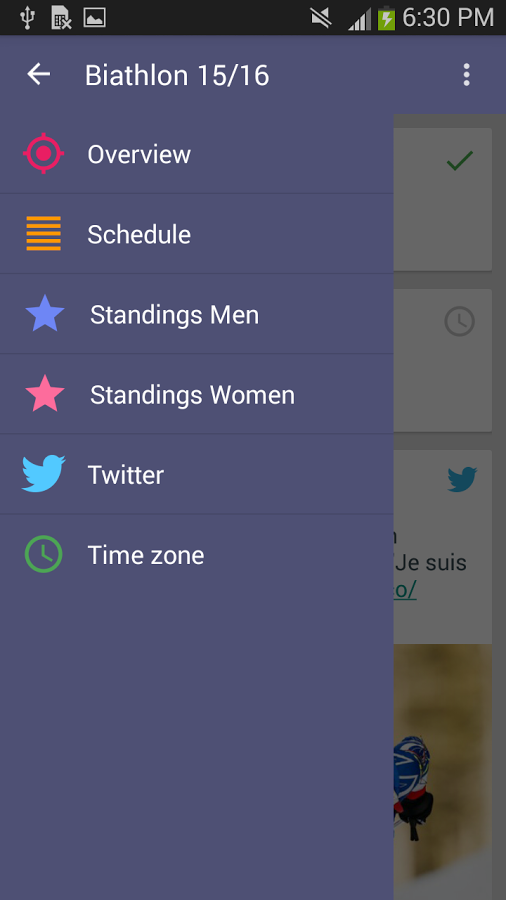 6:30 PM
Biathlon 15/16
Overview
Schedule
Standings Men
Standings Women
Twitter
Je suis
o/
Time zone